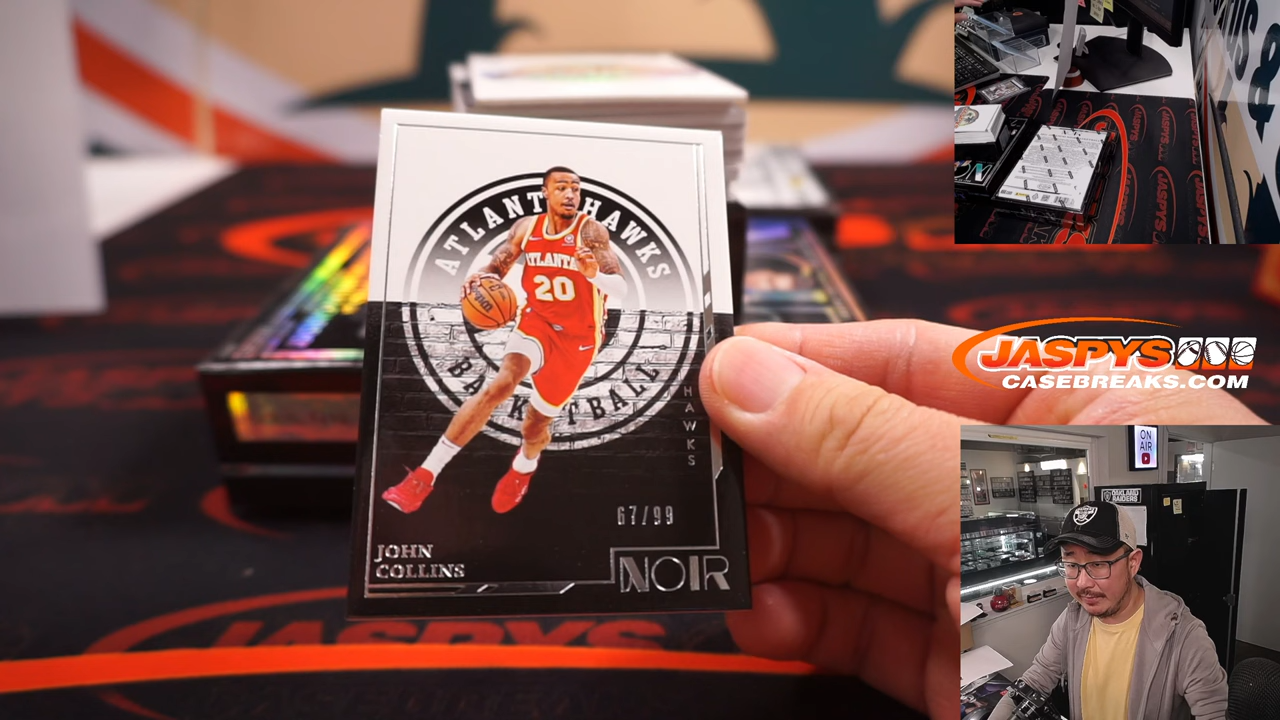 ATLANTA HAWKS
ATLANTA
20
BASKETBALL
HAWKS
67/99
JOHN
COLLINS
NOIR
JASPYS
JASPYS
CASEBREAKS.COM
JASPYS
ON
AIR
OAKLAND
RAIDERS